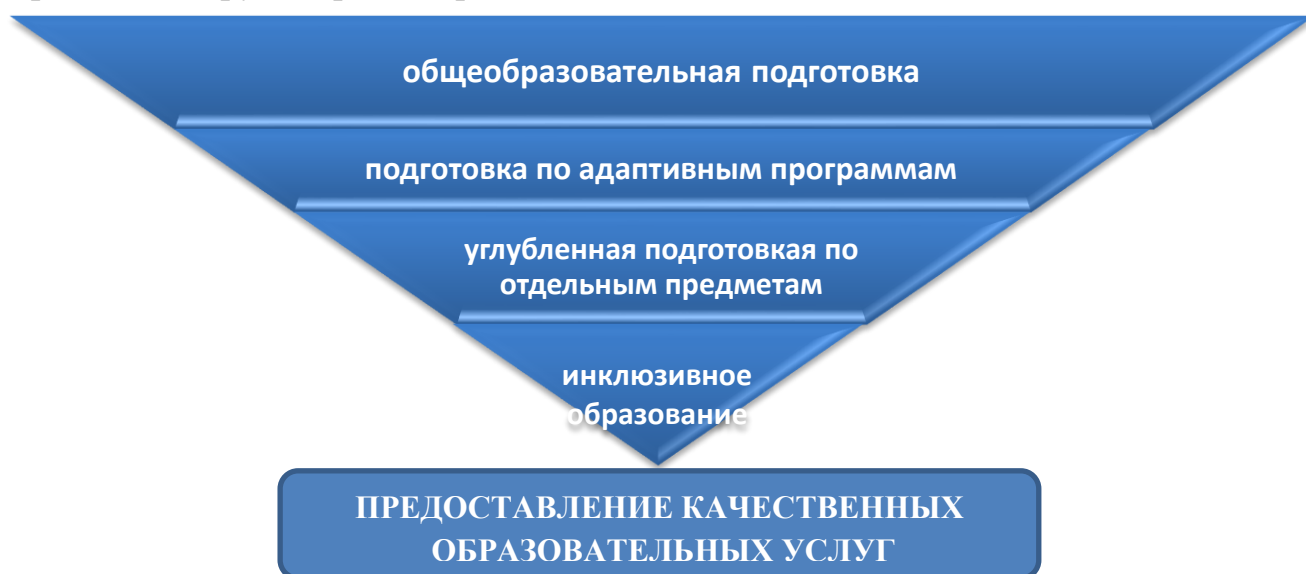 общеобразовательная подготовка
подготовка по адаптивным программам
углубленная подготовкая по
отдельным предметам
инклюзивное
образование
ПРЕДОСТАВЛЕНИЕ КАЧЕСТВЕННЫХ
ОБРАЗОВАТЕЛЬНЫХ УСЛУГ